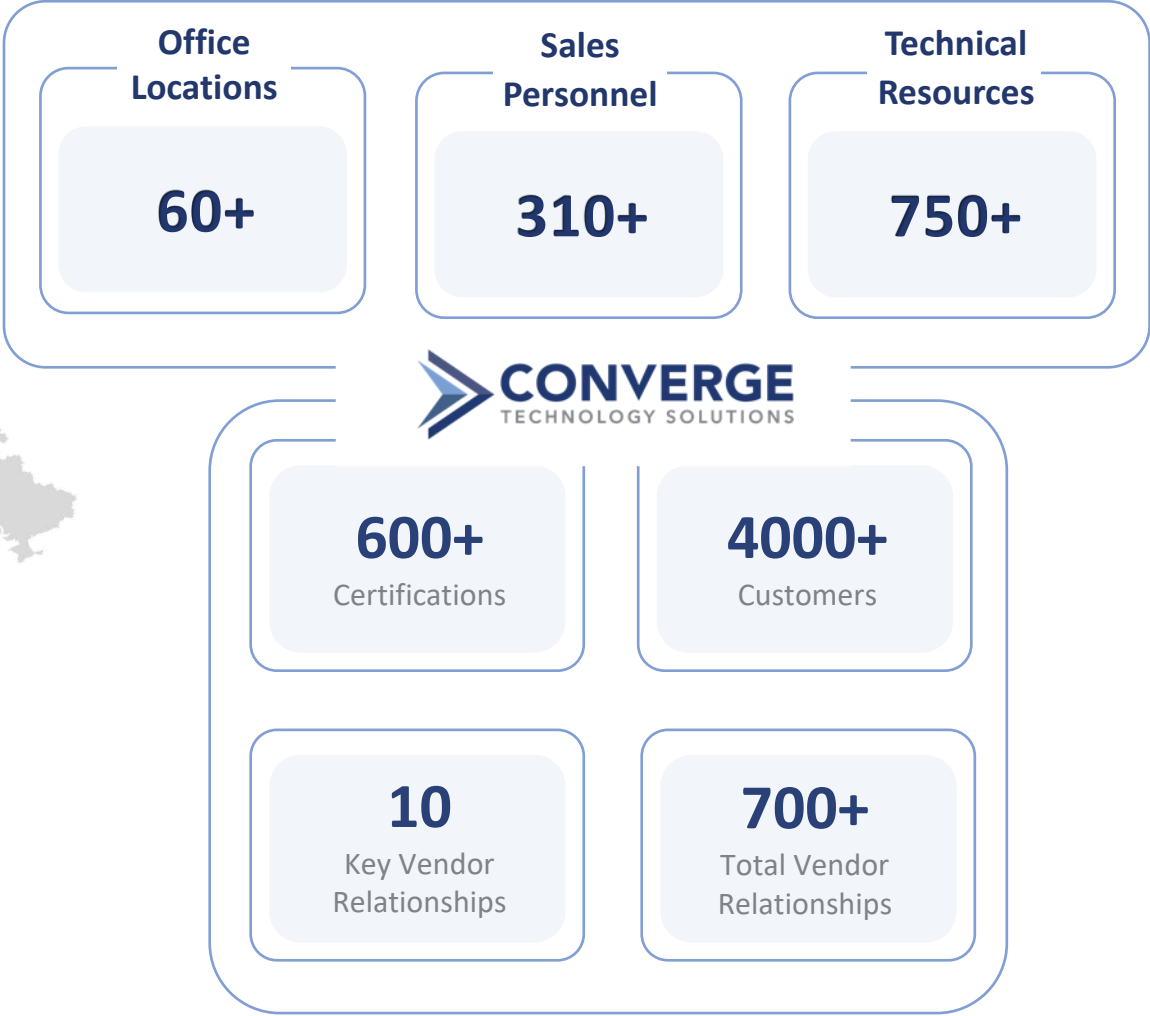 Office
Locations
60+
Sales
Personnel
310+
Technical
Resources
750+
CONVERGE
TECHNOLOGY SOLUTIONS
600+
Certifications
4000+
Customers
10
Key Vendor
Relationships
700+
Total Vendor
Relationships